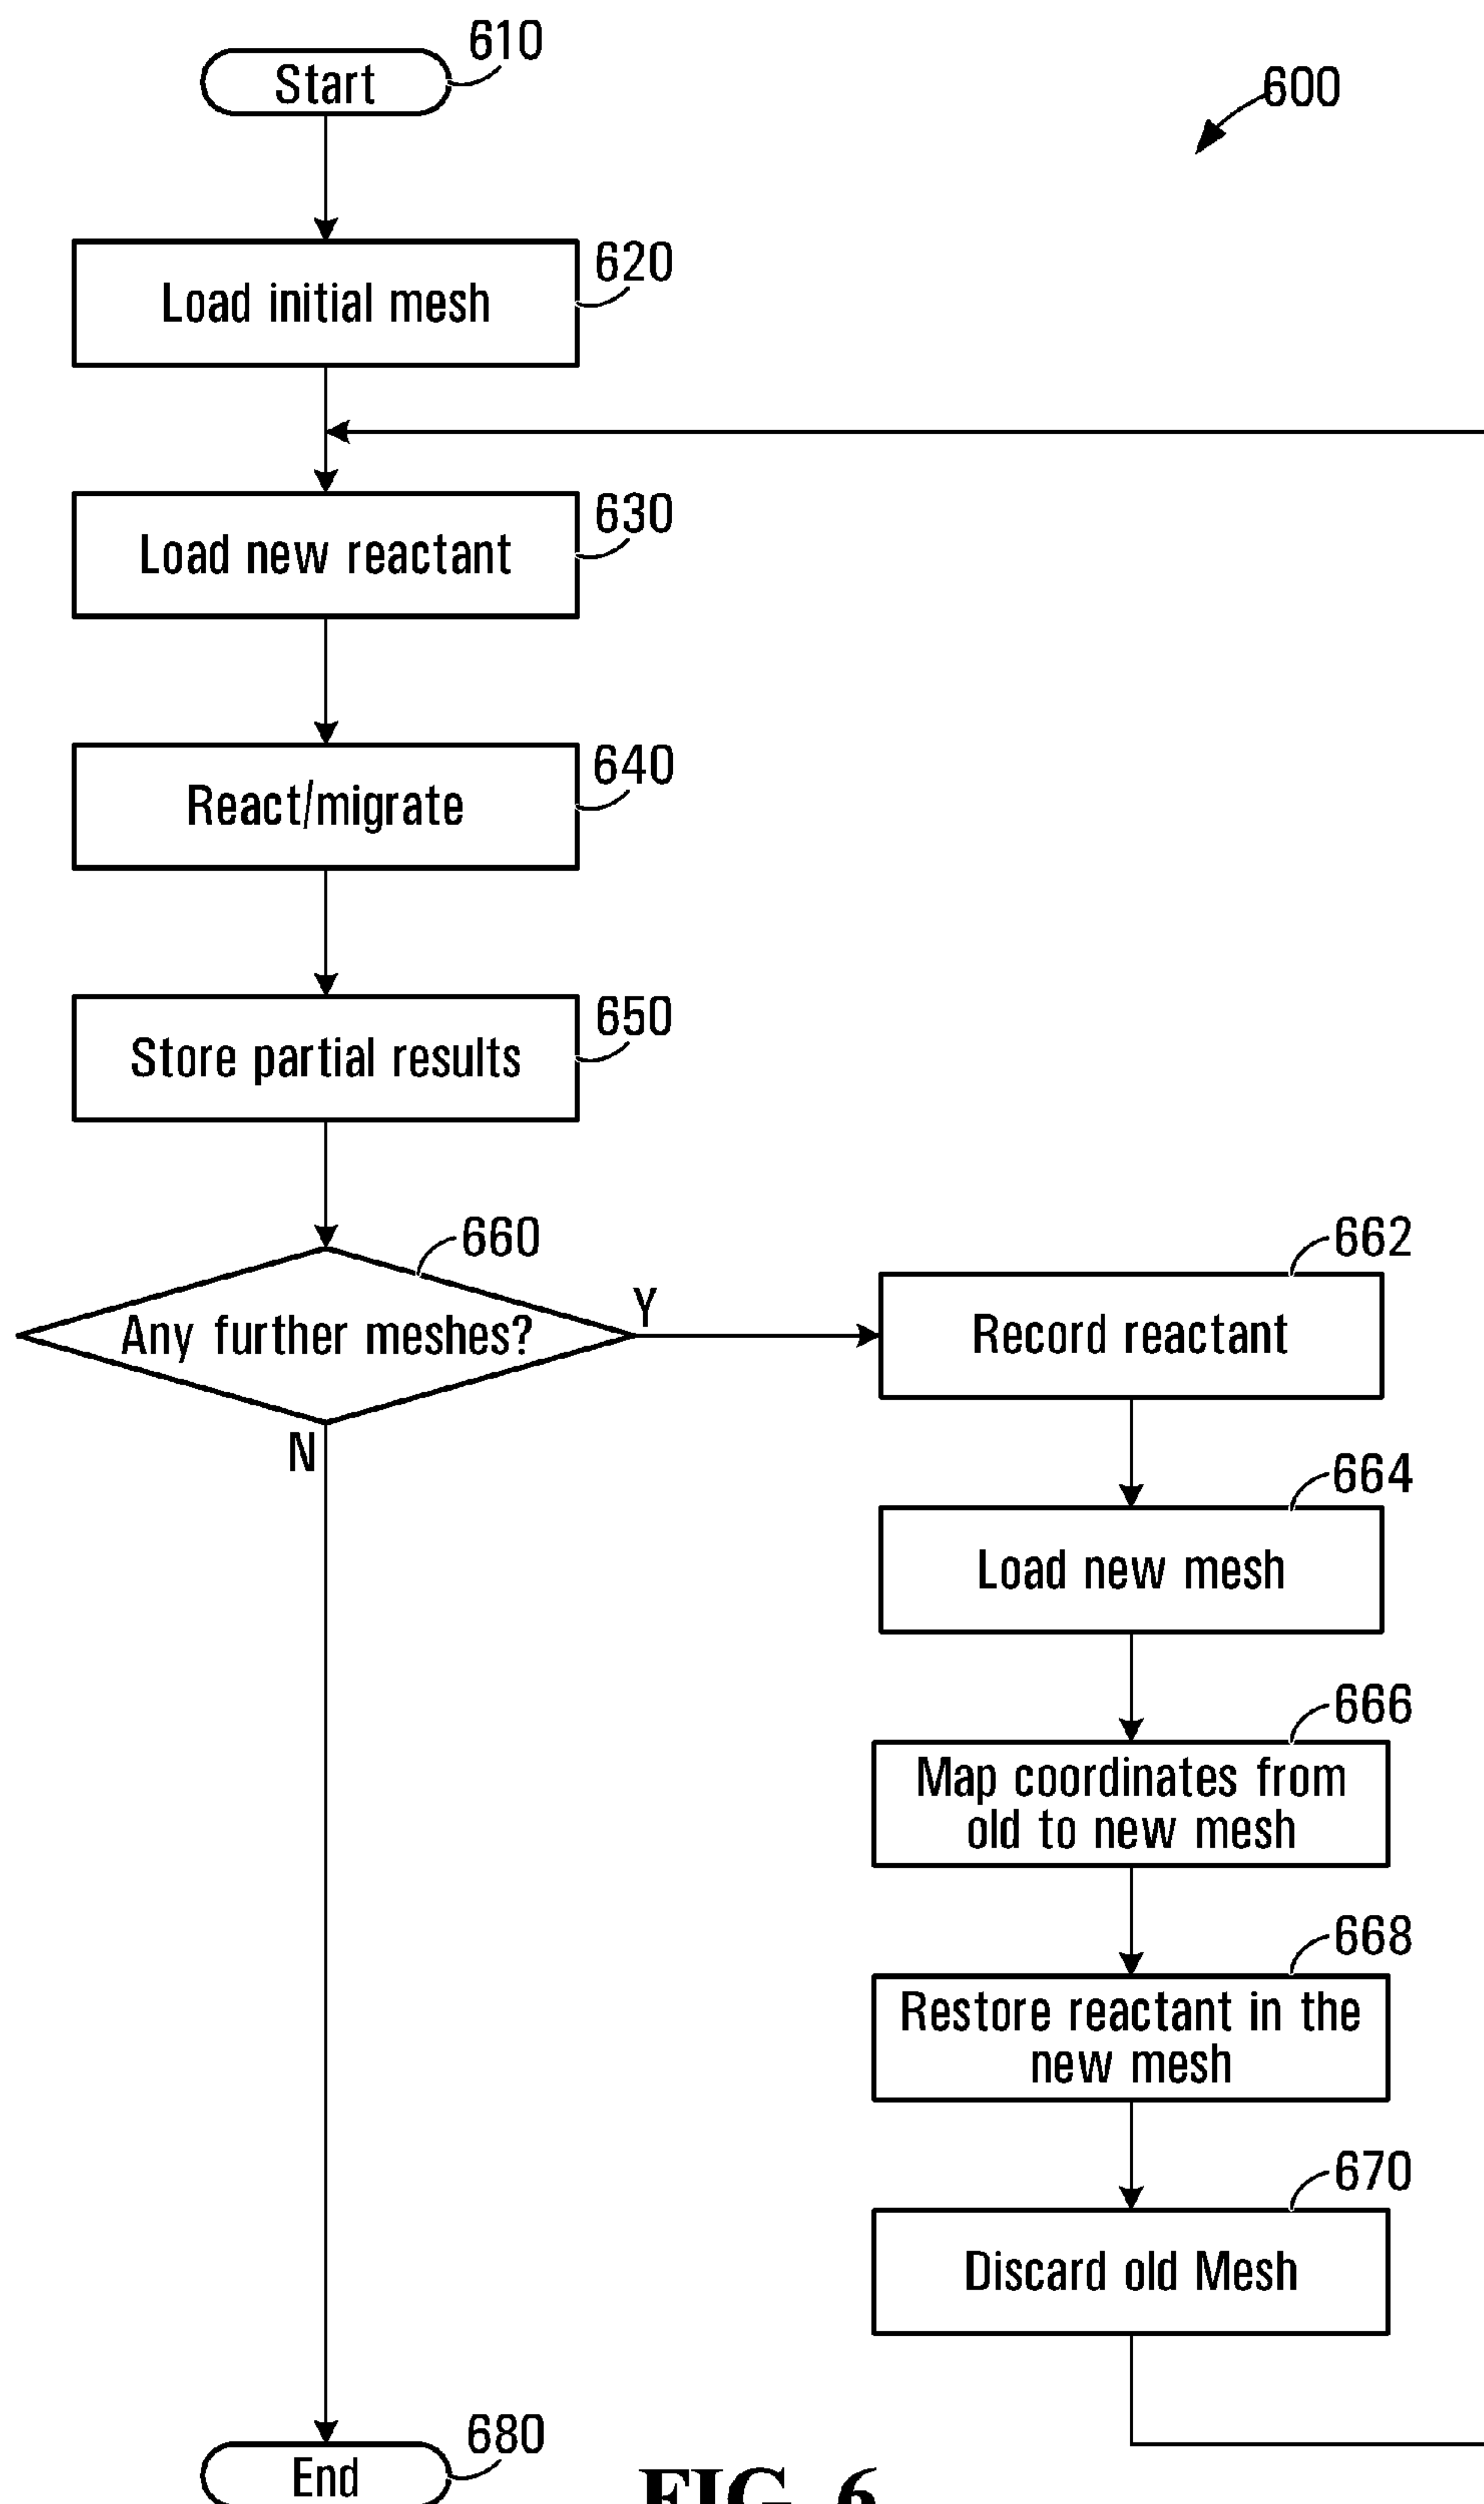 610
Start
600
620
Load initial mesh
630
Load new reactant
640
React/migrate
650
Store partial results
660
Any further meshes?
Y
N
662
Record reactant
664
Load new mesh
666
Map coordinates from
old to new mesh
668
Restore reactant in the
new mesh
670
Discard old Mesh
680
End
FIG. 6